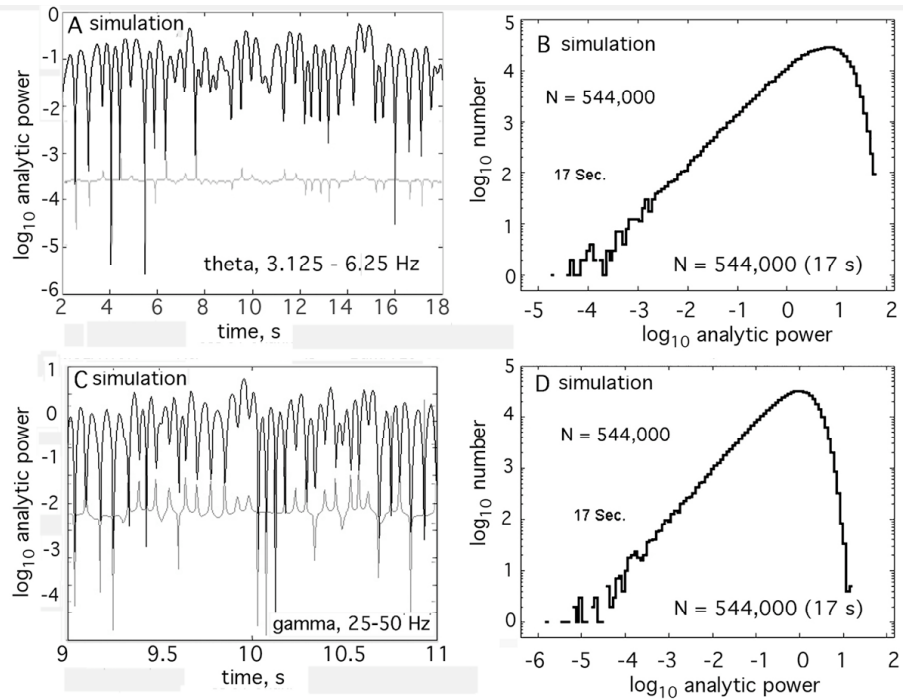 A simulation
log10 analytic power
0
-1
-2
-3
-4
-5
-6
theta, 3.125 - 6.25 Hz
2 4 6 8 10 12 14 16 18
time, s
B simulation
N = 544,000
17 Sec.
N = 544,000 (17 s)
log10 number
5
4
3
2
1
0
-5 -4 -3 -2 -1 0 1 2
log10 analytic power
C simulation
log10 analytic power
1
0
-1
-2
-3
-4
gamma, 25-50 Hz
9 9.5 10 10.5 11
time, s
D simulation
N = 544,000
17 Sec.
N = 544,000 (17 s)
log10 number
5
4
3
2
1
0
-6 -5 -4 -3 -2 -1 0 1 2
log10 analytic power